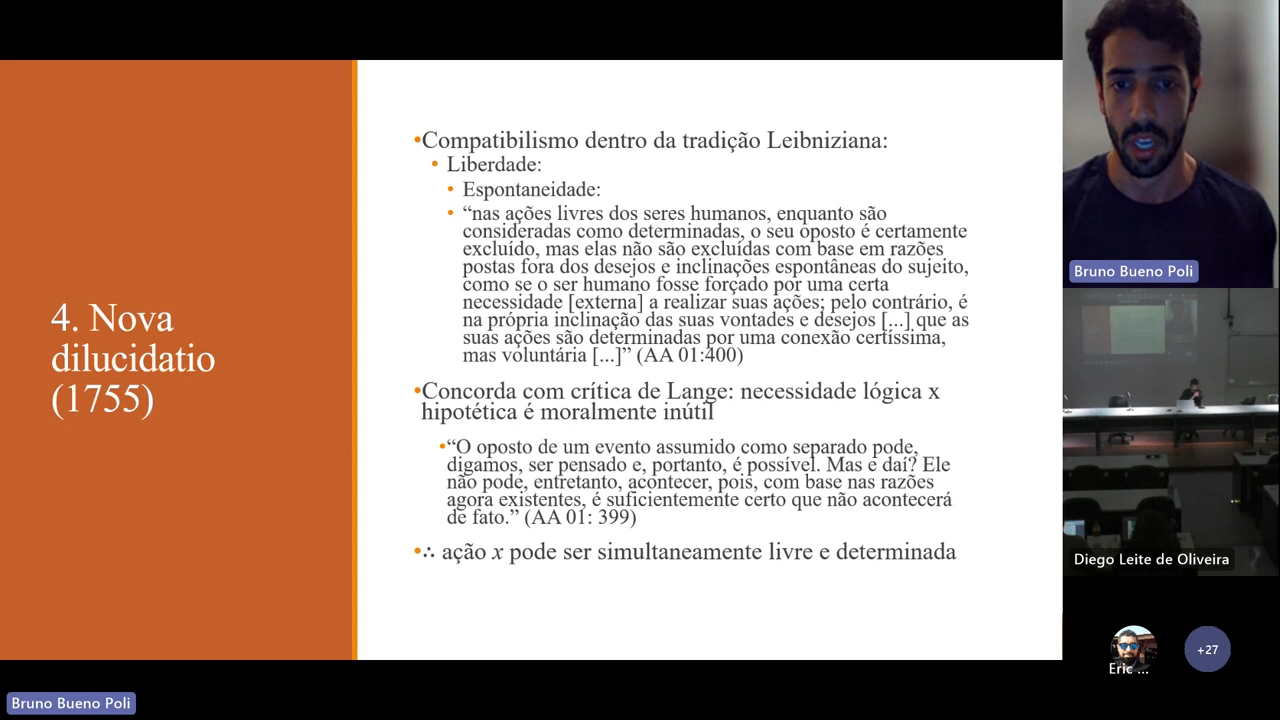 4. Nova
dilucidatio
(1755)
•Compatibilismo dentro da tradição Leibniziana:
• Liberdade:
• Espontaneidade:
• “nas ações livres dos seres humanos, enquanto são
consideradas como determinadas, o seu oposto é certamente
excluído, mas elas não são excluídas com base em razões
postas fora dos desejos e inclinações espontâneas do sujeito,
como se o ser humano fosse forçado por uma certa
necessidade [externa] a realizar suas ações; pelo contrário, é
na própria inclinação das suas vontades e desejos [...] que as
suas ações são determinadas por uma conexão certíssima,
mas voluntária [...]” (AA 01:400)
•Concorda com crítica de Lange: necessidade lógica x
hipotética é moralmente inútil
•“O oposto de um evento assumido como separado pode,
digamos, ser pensado e, portanto, é possível. Mas e daí? Ele
não pode, entretanto, acontecer, pois, com base nas razões
agora existentes, é suficientemente certo que não acontecerá
de fato.” (AA 01: 399)
•∴ ação x pode ser simultaneamente livre e determinada
Bruno Bueno Poli
Diego Leite de Oliveira
Eric ...
+27
Bruno Bueno Poli